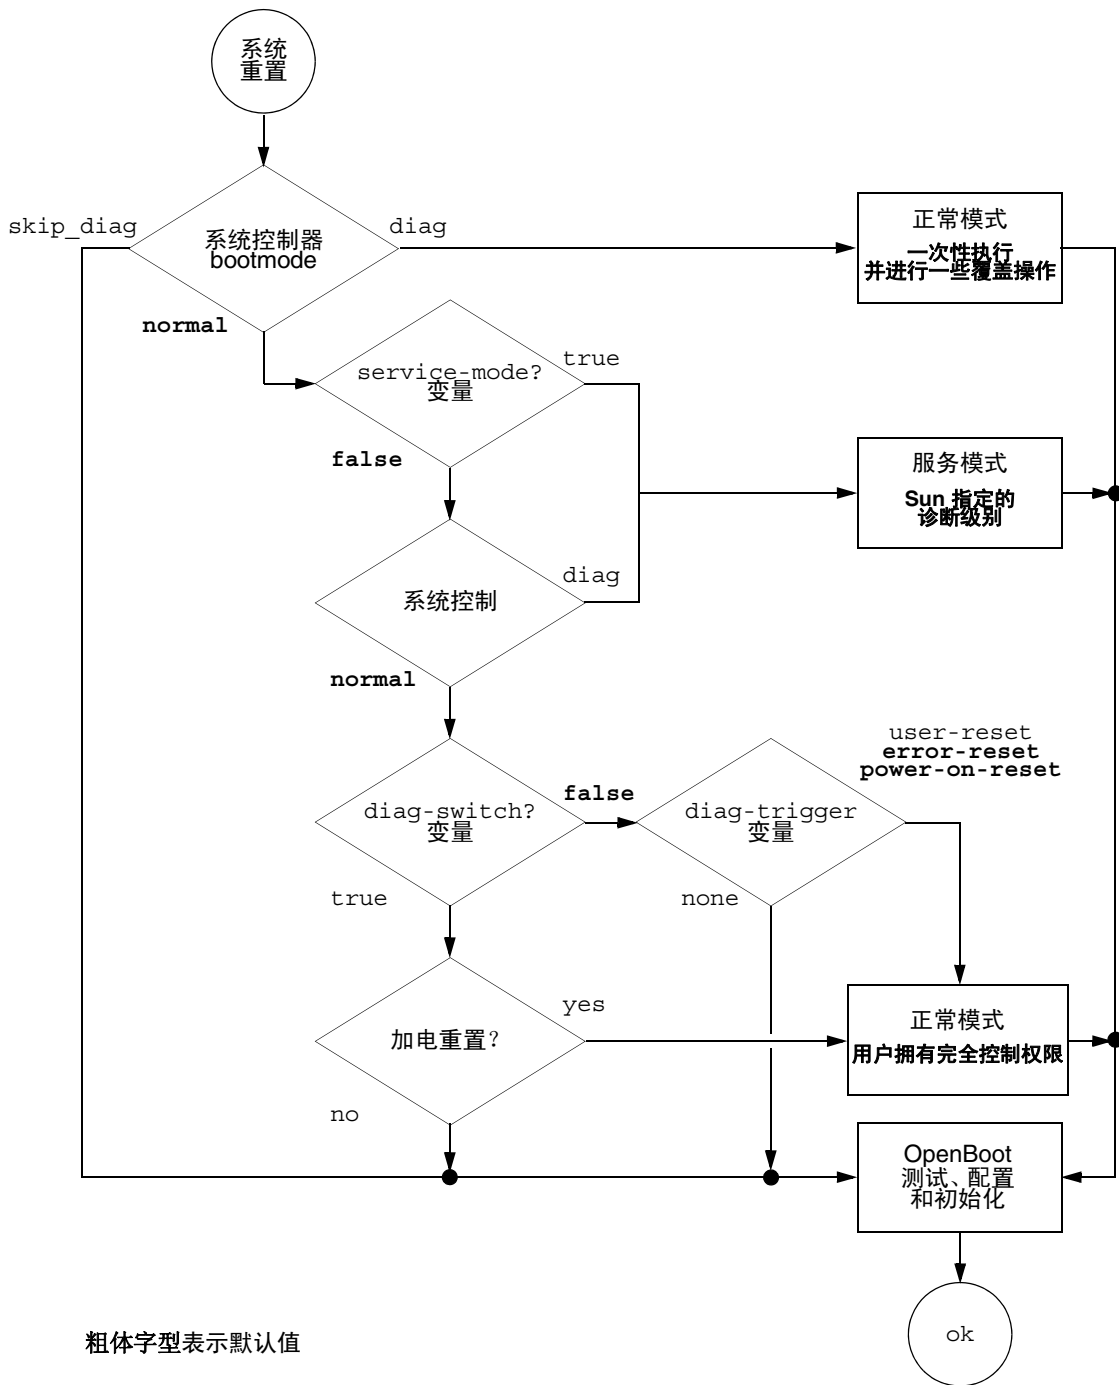 系统
重置
skip_diag
系统控制器
bootmode
diag
正常模式
一次性执行
并进行一些覆盖操作
normal
service-mode?
变量
true
false
服务模式
Sun 指定的
诊断级别
系统控制
diag
normal
diag-switch?
变量
false
diag-trigger
变量
user-reset
error-reset
power-on-reset
true
none
加电重置?
yes
正常模式
用户拥有完全控制权限
no
OpenBoot
测试、配置
和初始化
ok
粗体字型表示默认值